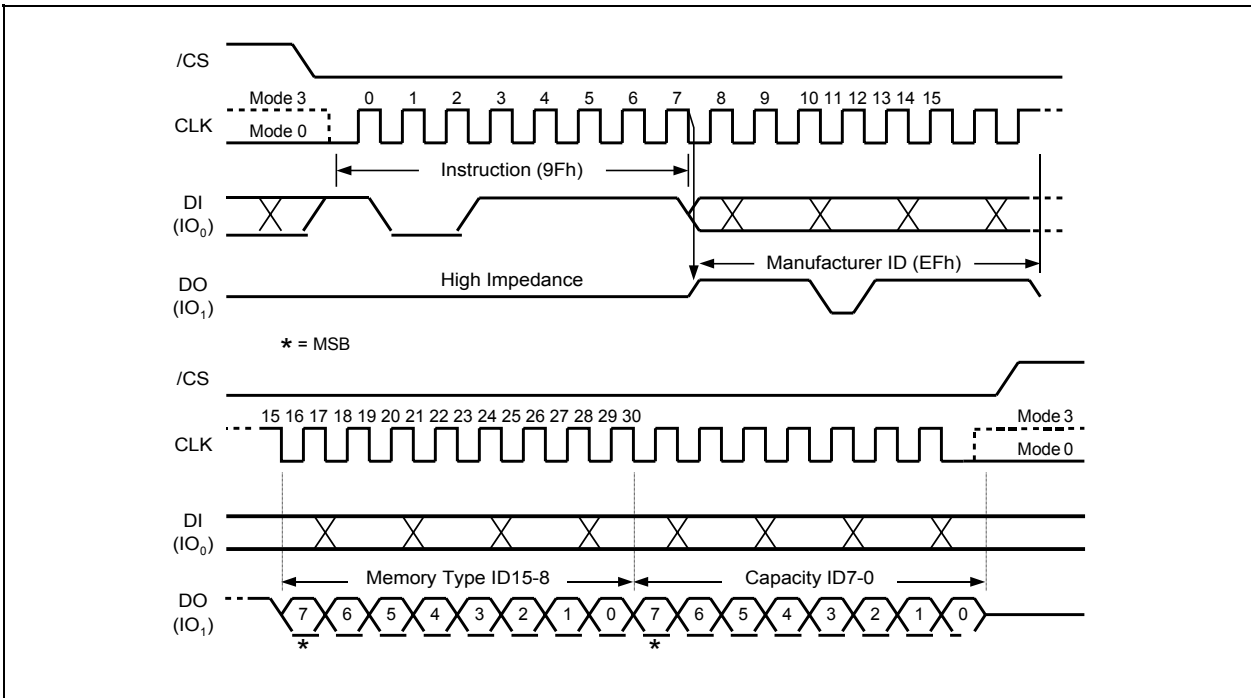 /CS
Mode 3 0 1 2 3 4 5 6 7 8 9 10 11 12 13 14 15
CLK
Mode 0
Instruction (9Fh)
DI
(IO₀)
Manufacturer ID (EFh)
DO High Impedance
(IO₁)
* = MSB
/CS
15 16 17 18 19 20 21 22 23 24 25 26 27 28 29 30 Mode 3
CLK
Mode 0
DI
(IO₀)
Memory Type ID15-8 Capacity ID7-0
DO
7 6 5 4 3 2 1 0 7 6 5 4 3 2 1 0
(IO₁)
* *